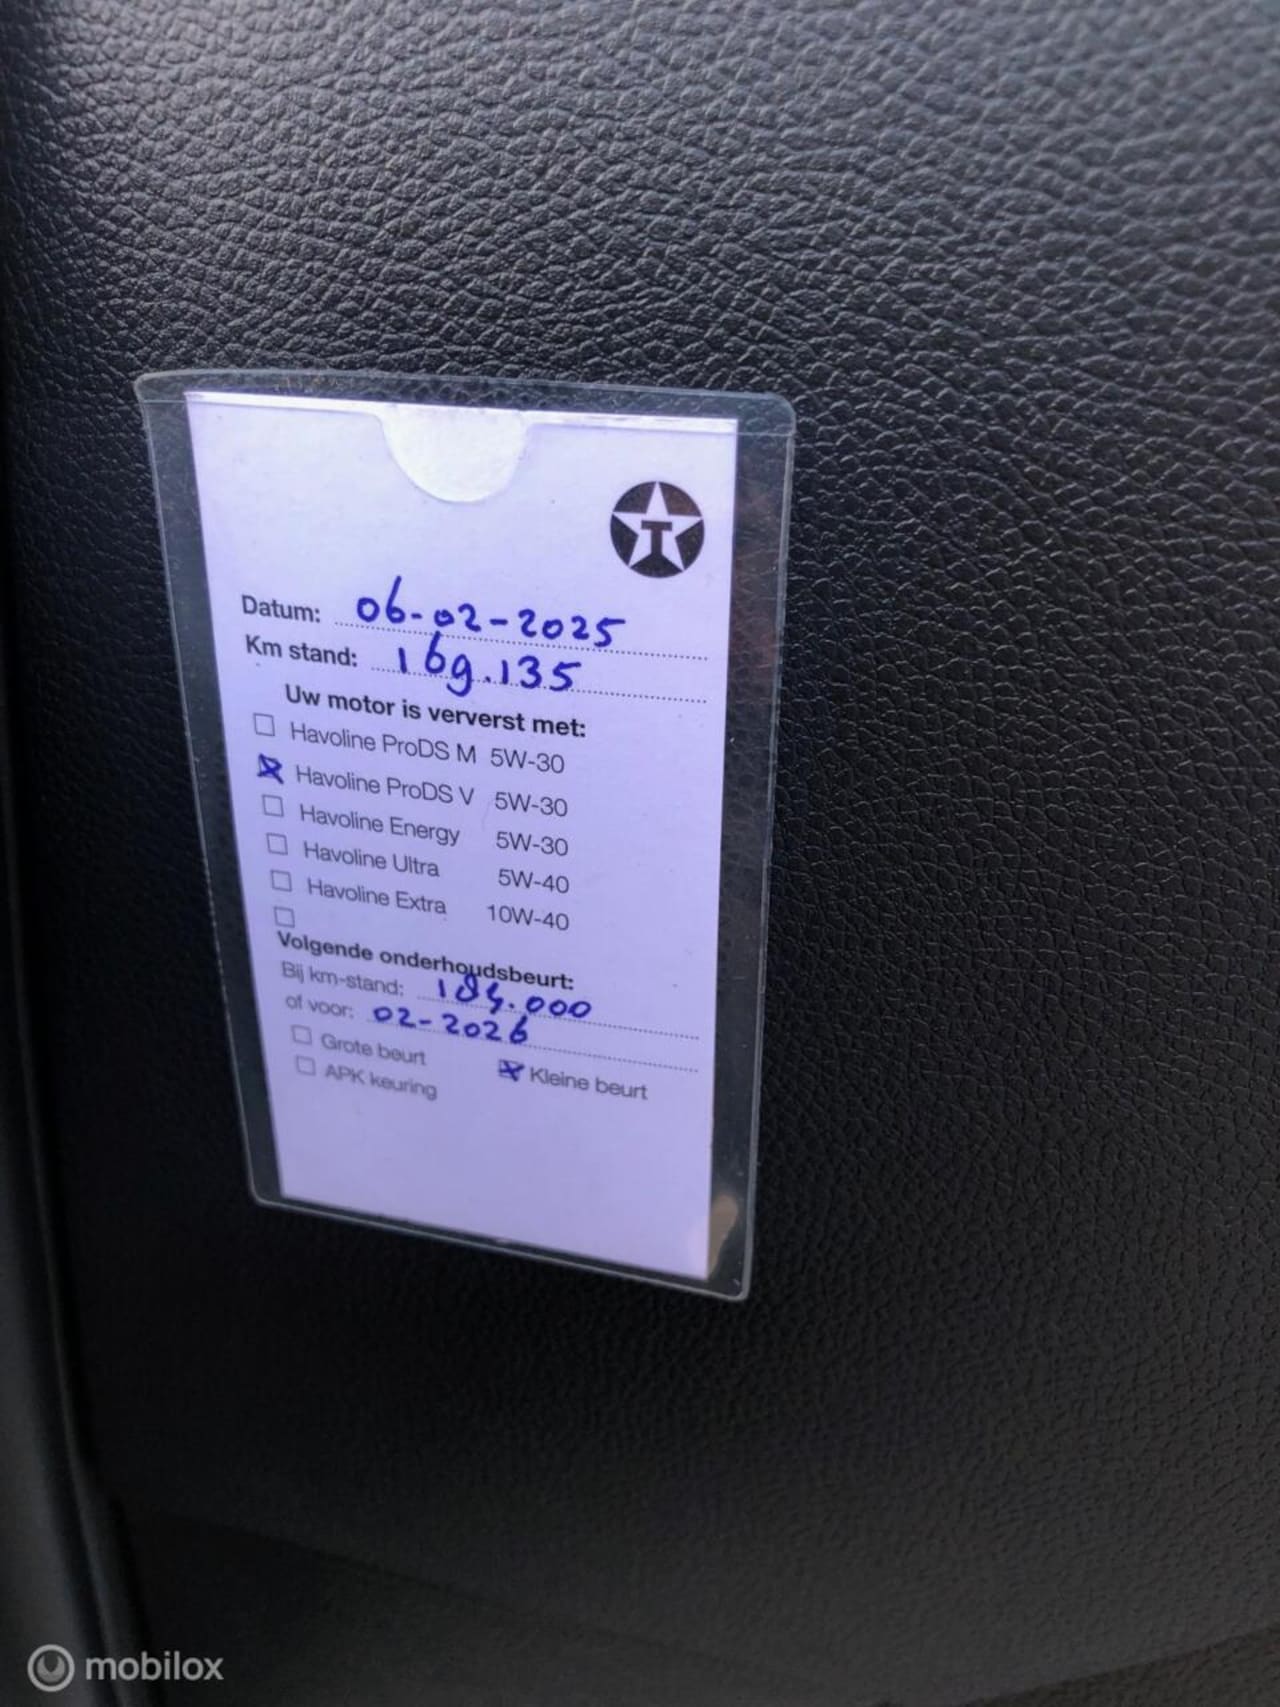 T
Datum: 06-02-2025
Km stand: 169.135
Uw motor is ververst met:
Havoline ProDS M 5W-30
Havoline ProDS V 5W-30
Havoline Energy 5W-30
Havoline Ultra 5W-40
Havoline Extra 10W-40
Volgende onderhoudsbeurt:
Bij km-stand: 184.000
of voor: 02-2026
Grote beurt
Kleine beurt
APK keuring
mobilox